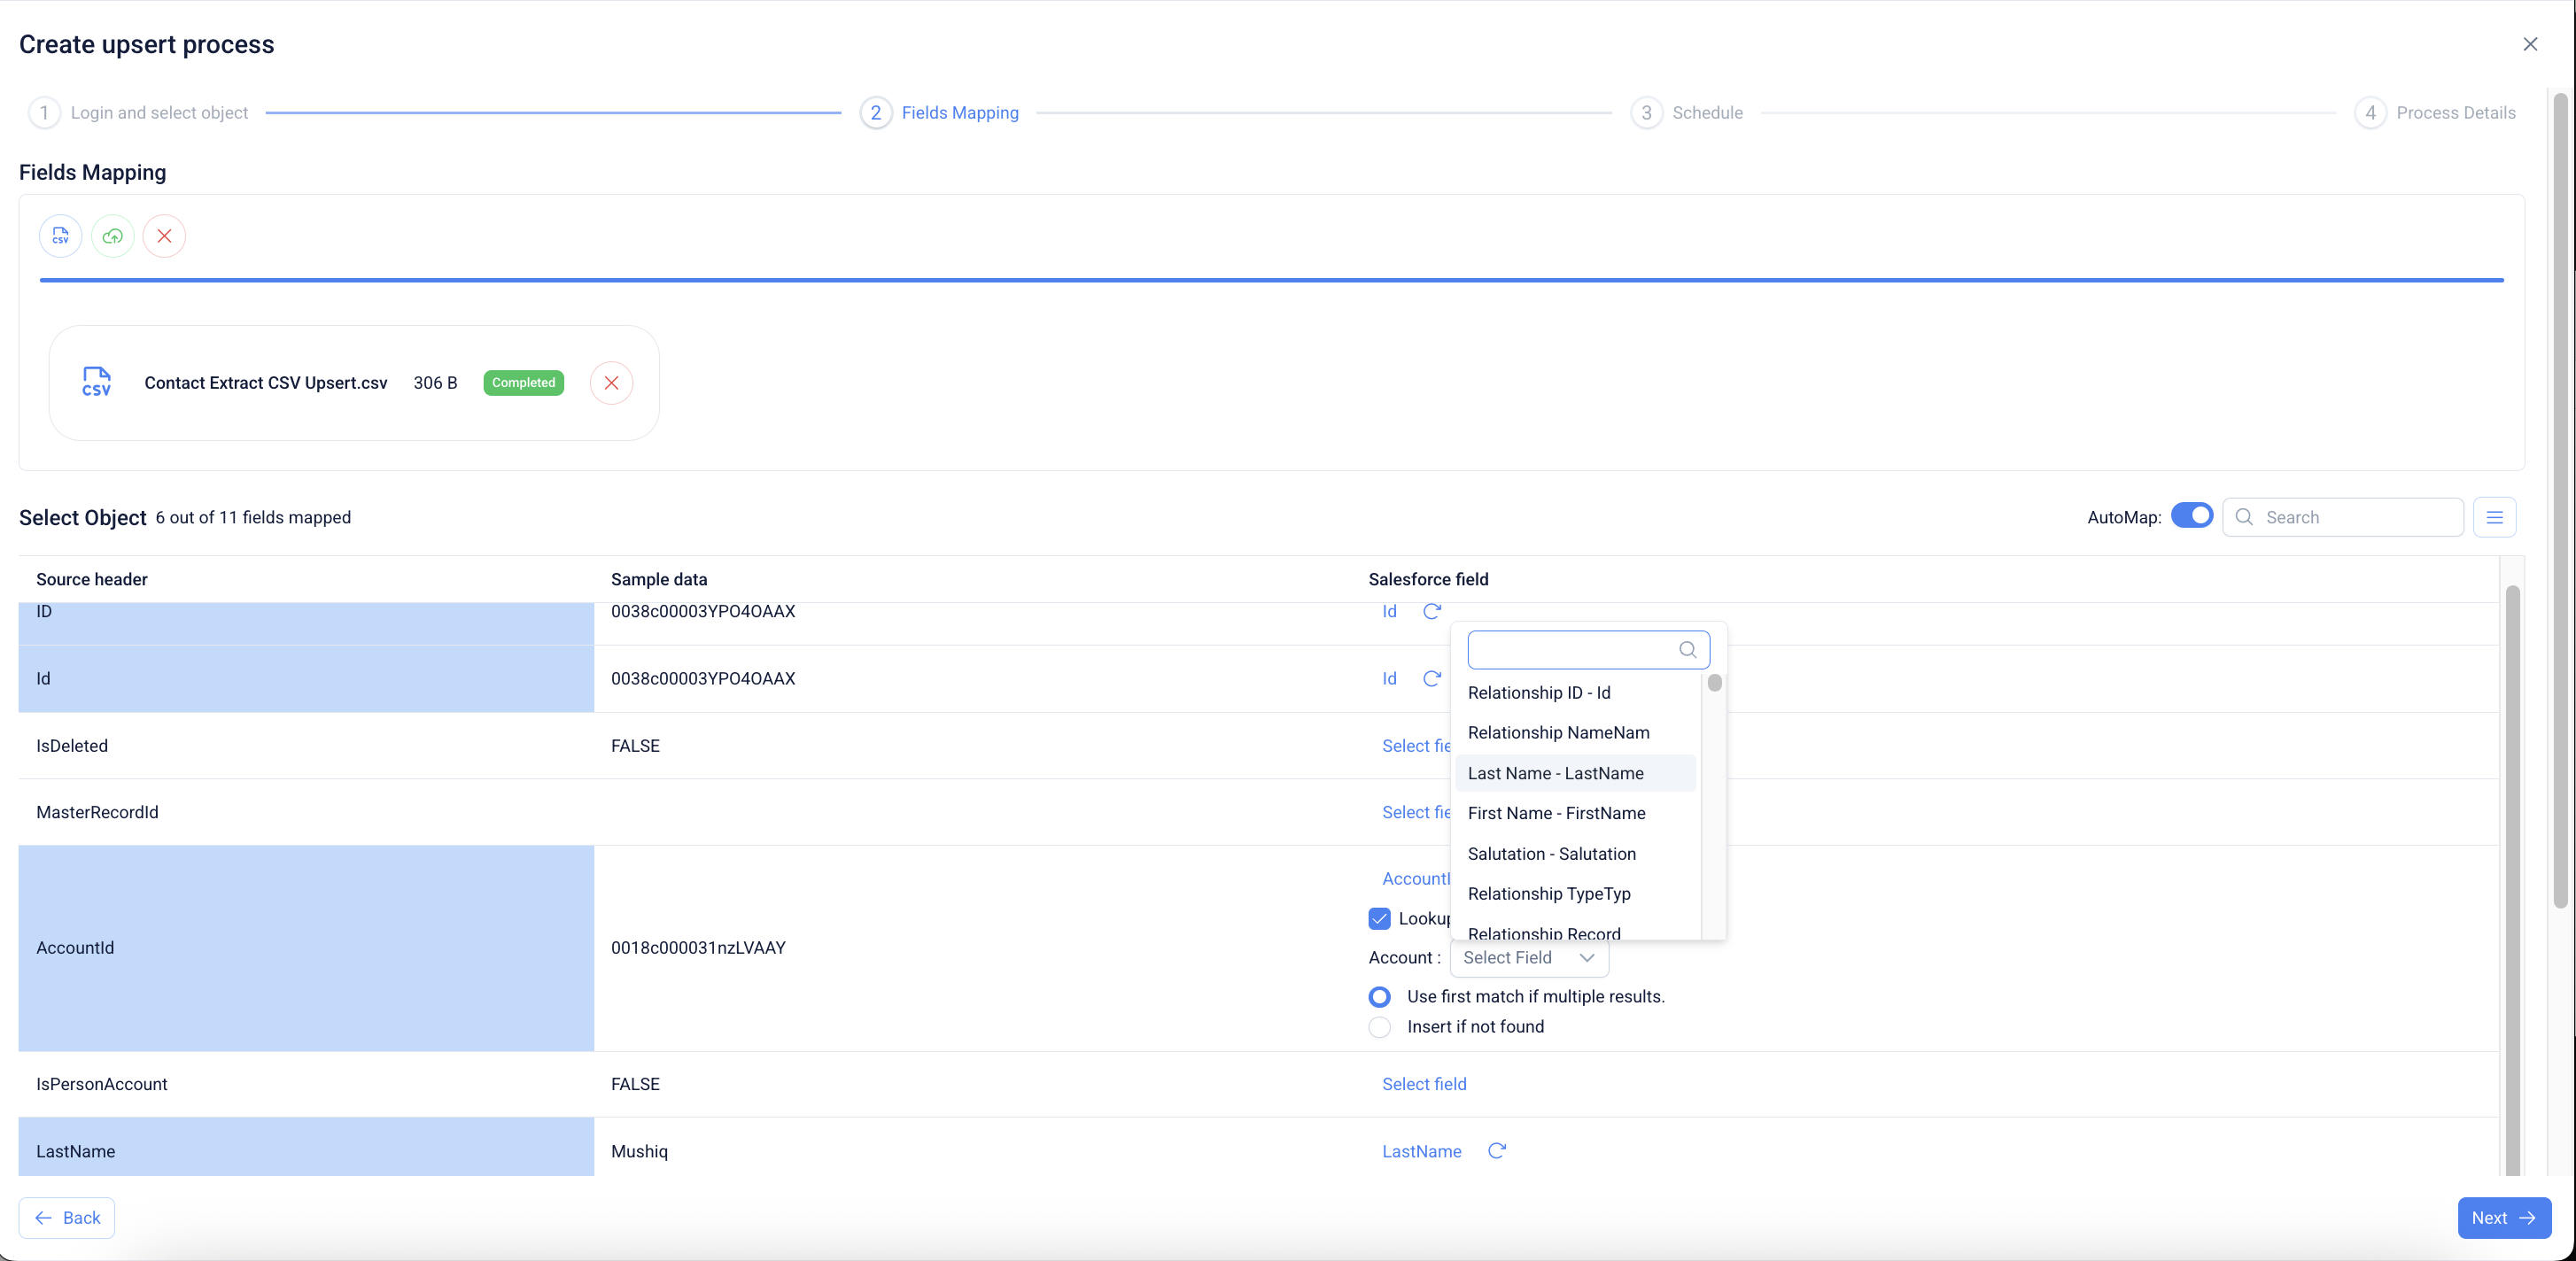 Create upsert process
1 Login and select object 2 Fields Mapping 3 Schedule 4 Process Details
Fields Mapping
CSV
CSV Contact Extract CSV Upsert.csv 306 B Completed
Select Object 6 out of 11 fields mapped AutoMap: Search
Source header Sample data Salesforce field
ID 0038c00003YPO4OAAX Id
Id 0038c00003YPO4OAAX Id
IsDeleted FALSE Select fie
MasterRecordId Select fie
AccountId 0018c000031nzLVAAY AccountI
Lookup
Account : Select Field
Use first match if multiple results.
Insert if not found
Relationship ID - Id
Relationship NameNam
Last Name - LastName
First Name - FirstName
Salutation - Salutation
Relationship TypeTyp
Relationship Record
IsPersonAccount FALSE Select field
LastName Mushiq LastName
Back Next